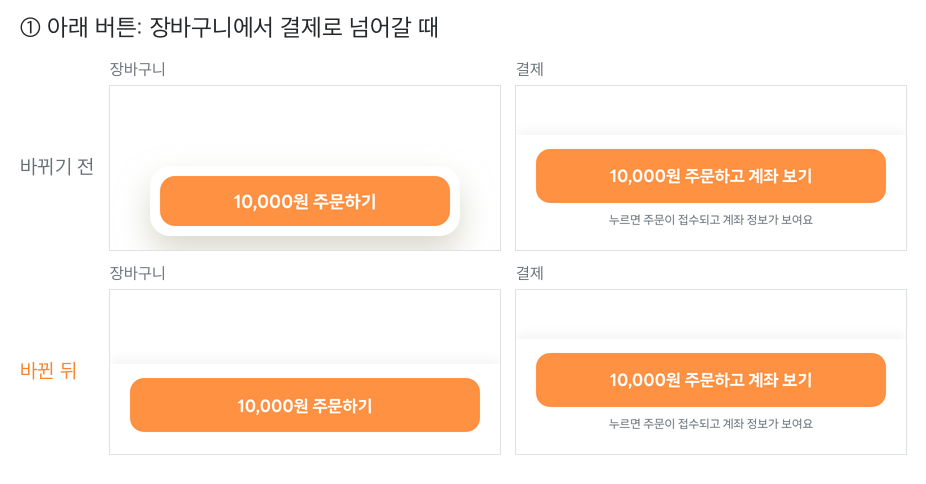 ① 아래 버튼: 장바구니에서 결제로 넘어갈 때
장바구니
결제
바뀌기 전
10,000원 주문하기
10,000원 주문하고 계좌 보기
누르면 주문이 접수되고 계좌 정보가 보여요
장바구니
결제
바뀐 뒤
10,000원 주문하기
10,000원 주문하고 계좌 보기
누르면 주문이 접수되고 계좌 정보가 보여요